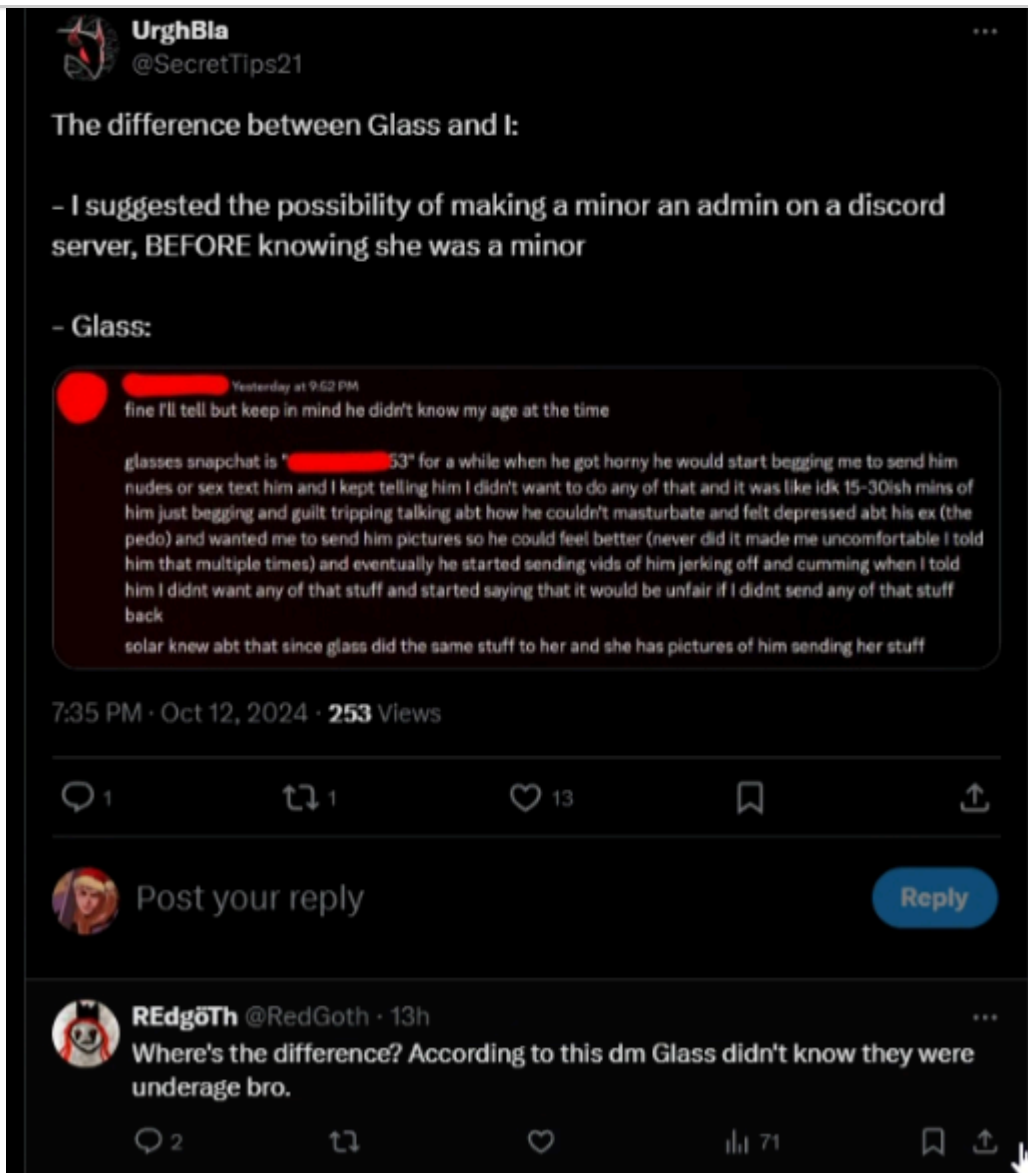 UrghBla
@SecretTips21
The difference between Glass and I:
- I suggested the possibility of making a minor an admin on a discord
server, BEFORE knowing she was a minor
- Glass:
Yesterday at 9:52 PM
fine I'll tell but keep in mind he didn't know my age at the time
glasses snapchat is "53" for a while when he got horny he would start begging me to send him
nudes or sex text him and I kept telling him I didn't want to do any of that and it was like idk 15-30ish mins of
him just begging and guilt tripping talking abt how he couldn't masturbate and felt depressed abt his ex (the
pedo) and wanted me to send him pictures so he could feel better (never did it made me uncomfortable I told
him that multiple times) and eventually he started sending vids of him jerking off and cumming when I told
him I didnt want any of that stuff and started saying that it would be unfair if I didnt send any of that stuff
back
solar knew abt that since glass did the same stuff to her and she has pictures of him sending her stuff
7:35 PM · Oct 12, 2024 · 253 Views
1 1 13
Post your reply
Reply
REdgöTh @RedGoth · 13h
Where's the difference? According to this dm Glass didn't know they were
underage bro.
2 71